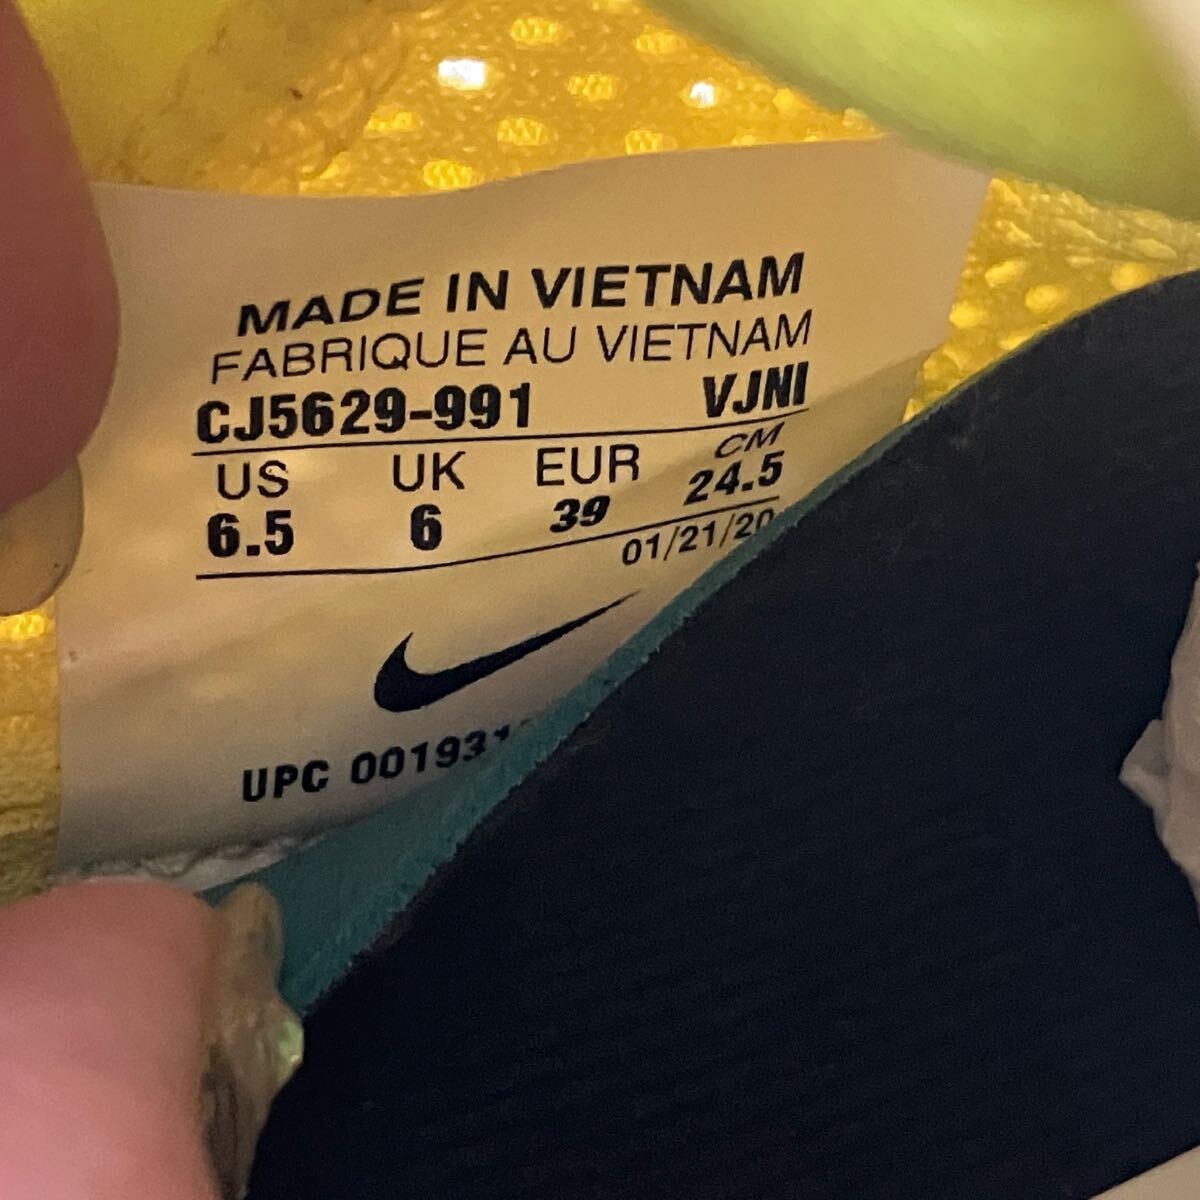 MADE IN VIETNAM
FABRIQUE AU VIETNAM
CJ5629-991 VJNI
US UK EUR CM
6.5 6 39 24.5
01/21/20
UPC 001931